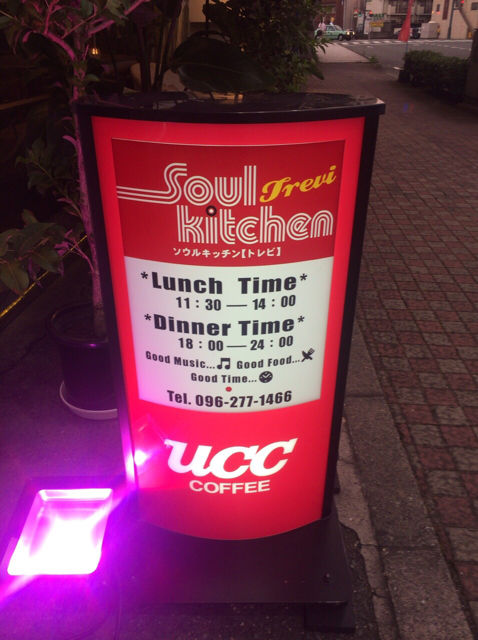 Soul Trevi
kitchen
ソウルキッチン【トレビ】
*Lunch Time*
11:30 — 14:00
*Dinner Time*
18:00 — 24:00
Good Music... Good Food...
Good Time...
Tel. 096-277-1466
UCC
COFFEE